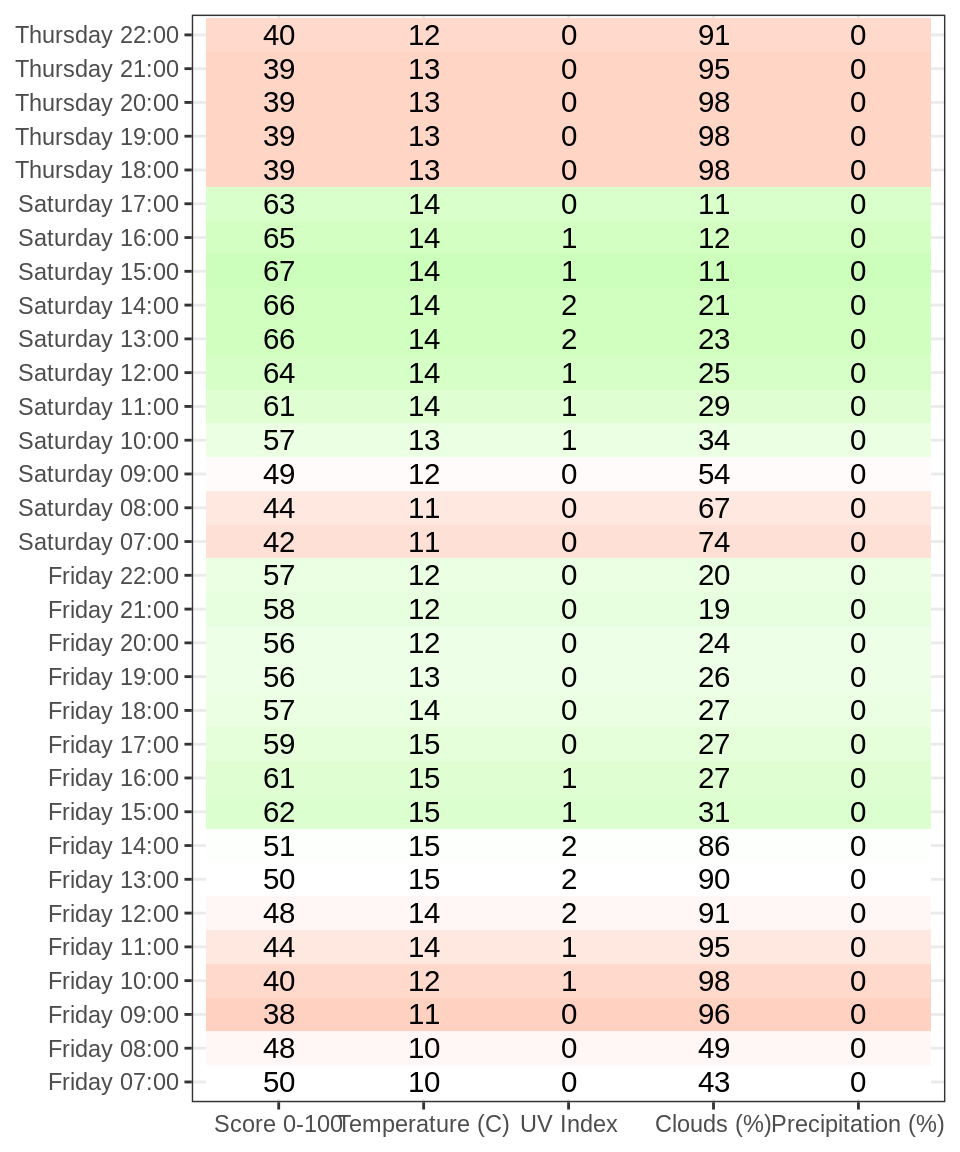 Thursday 22:00 40 12 0 91 0
Thursday 21:00 39 13 0 95 0
Thursday 20:00 39 13 0 98 0
Thursday 19:00 39 13 0 98 0
Thursday 18:00 39 13 0 98 0
Saturday 17:00 63 14 0 11 0
Saturday 16:00 65 14 1 12 0
Saturday 15:00 67 14 1 11 0
Saturday 14:00 66 14 2 21 0
Saturday 13:00 66 14 2 23 0
Saturday 12:00 64 14 1 25 0
Saturday 11:00 61 14 1 29 0
Saturday 10:00 57 13 1 34 0
Saturday 09:00 49 12 0 54 0
Saturday 08:00 44 11 0 67 0
Saturday 07:00 42 11 0 74 0
Friday 22:00 57 12 0 20 0
Friday 21:00 58 12 0 19 0
Friday 20:00 56 12 0 24 0
Friday 19:00 56 13 0 26 0
Friday 18:00 57 14 0 27 0
Friday 17:00 59 15 0 27 0
Friday 16:00 61 15 1 27 0
Friday 15:00 62 15 1 31 0
Friday 14:00 51 15 2 86 0
Friday 13:00 50 15 2 90 0
Friday 12:00 48 14 2 91 0
Friday 11:00 44 14 1 95 0
Friday 10:00 40 12 1 98 0
Friday 09:00 38 11 0 96 0
Friday 08:00 48 10 0 49 0
Friday 07:00 50 10 0 43 0
Score 0-100 Temperature (C) UV Index Clouds (%) Precipitation (%)